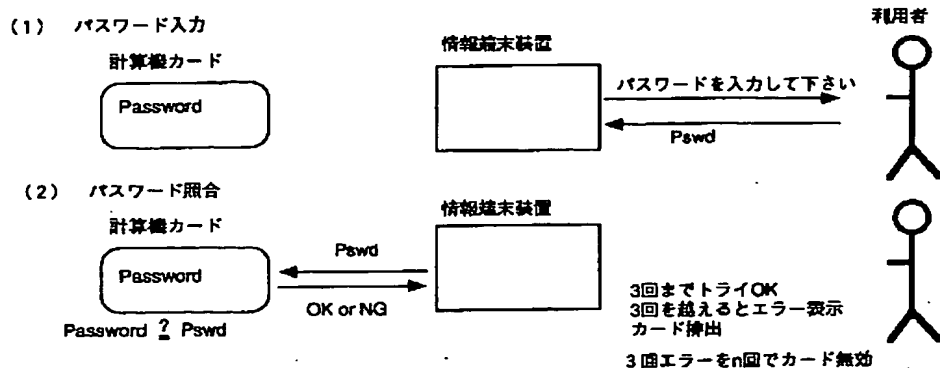 (1) パスワード入力
利用者
計算機カード
情報端末装置
Password
パスワードを入力して下さい
Pswd
(2) パスワード照合
計算機カード
情報端末装置
Password
Pswd
OK or NG
Password ? Pswd
3回までトライOK
3回を越えるとエラー表示
カード排出
3回エラーをn回でカード無効